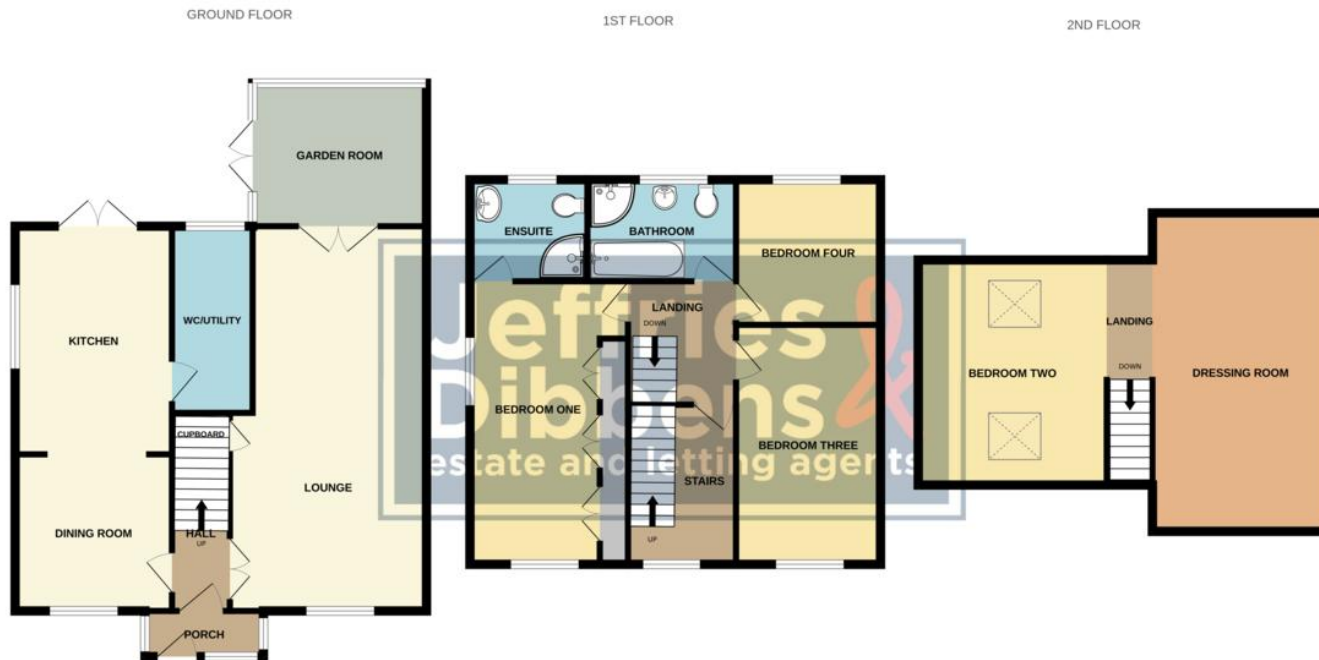 GROUND FLOOR
GARDEN ROOM
KITCHEN
WC/UTILITY
CUPBOARD
LOUNGE
DINING ROOM
HALL
UP
PORCH
1ST FLOOR
ENSUITE
BATHROOM
BEDROOM FOUR
LANDING
DOWN
BEDROOM ONE
BEDROOM THREE
STAIRS
UP
Jeffries &
Dibbens
estate and letting agents
2ND FLOOR
LANDING
DOWN
BEDROOM TWO
DRESSING ROOM